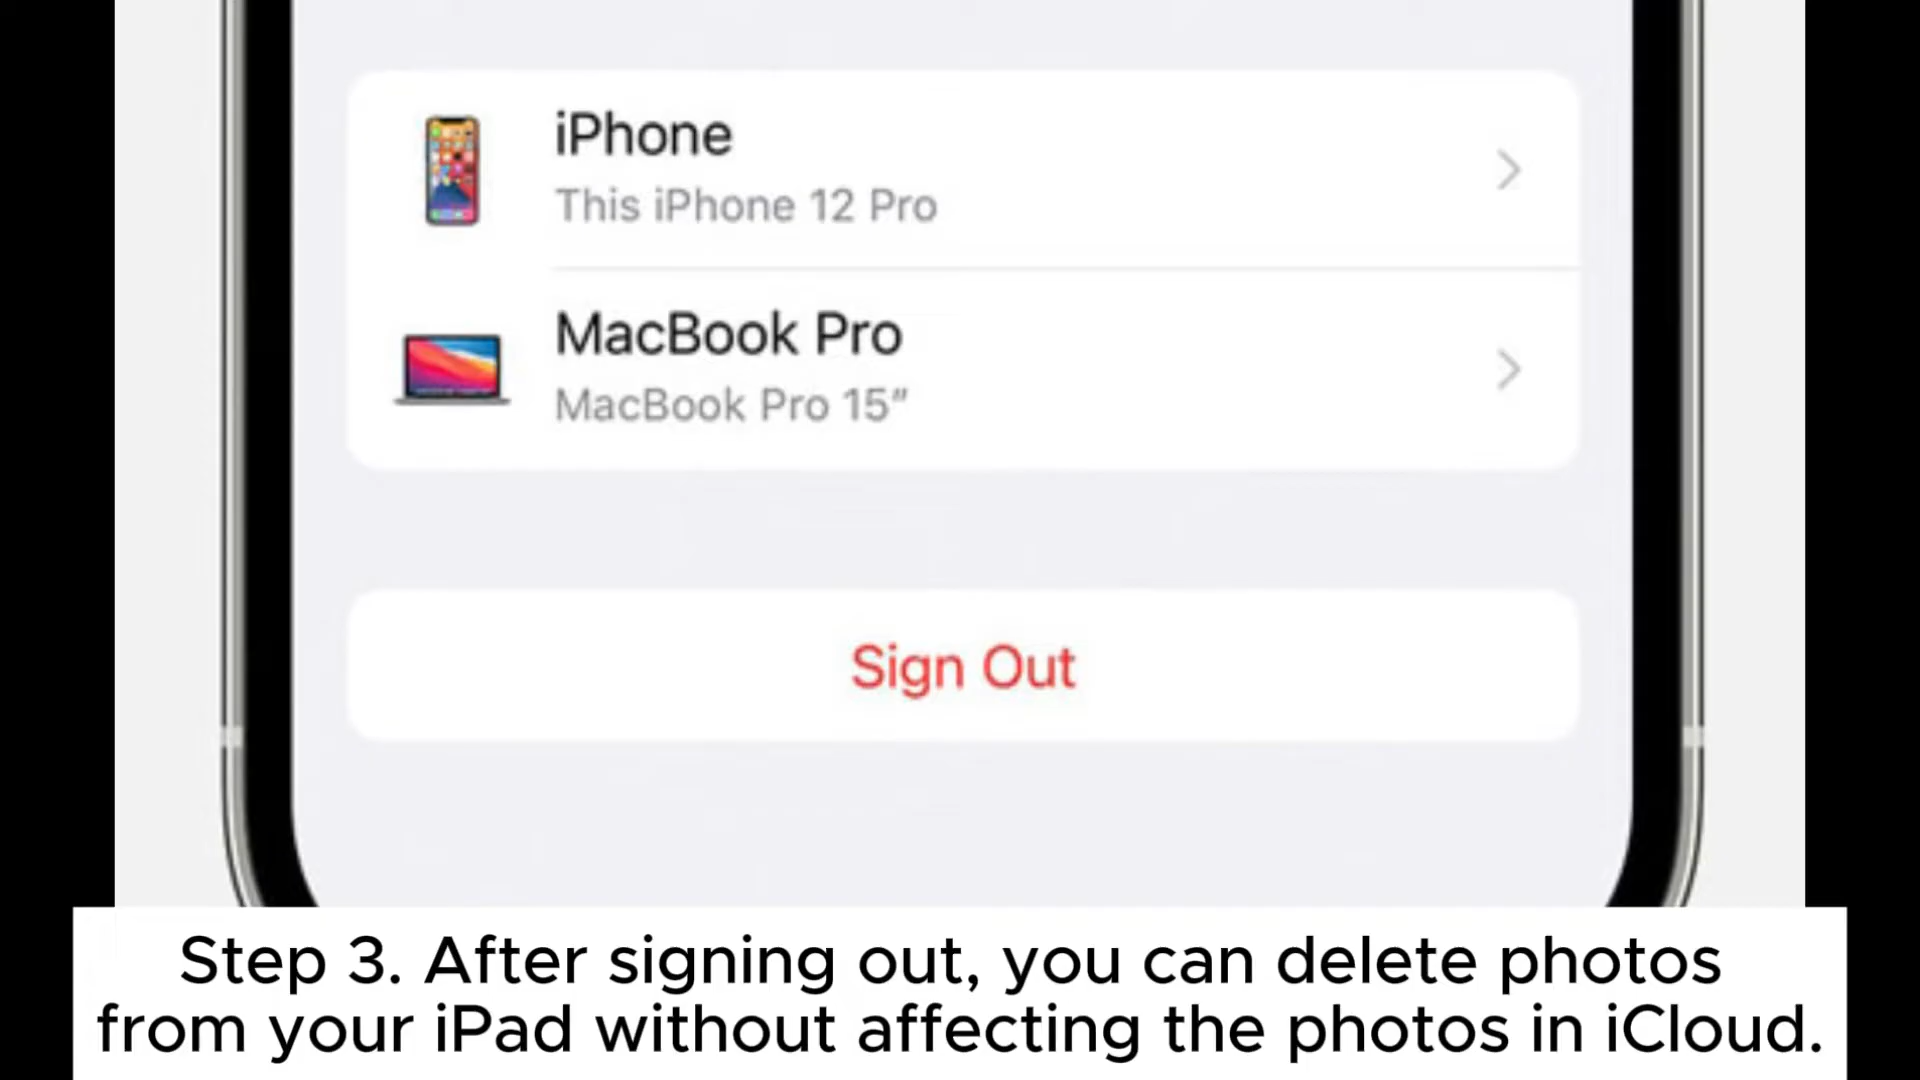 iPhone
This iPhone 12 Pro
MacBook Pro
MacBook Pro 15”
Sign Out
Step 3. After signing out, you can delete photos
from your iPad without affecting the photos in iCloud.